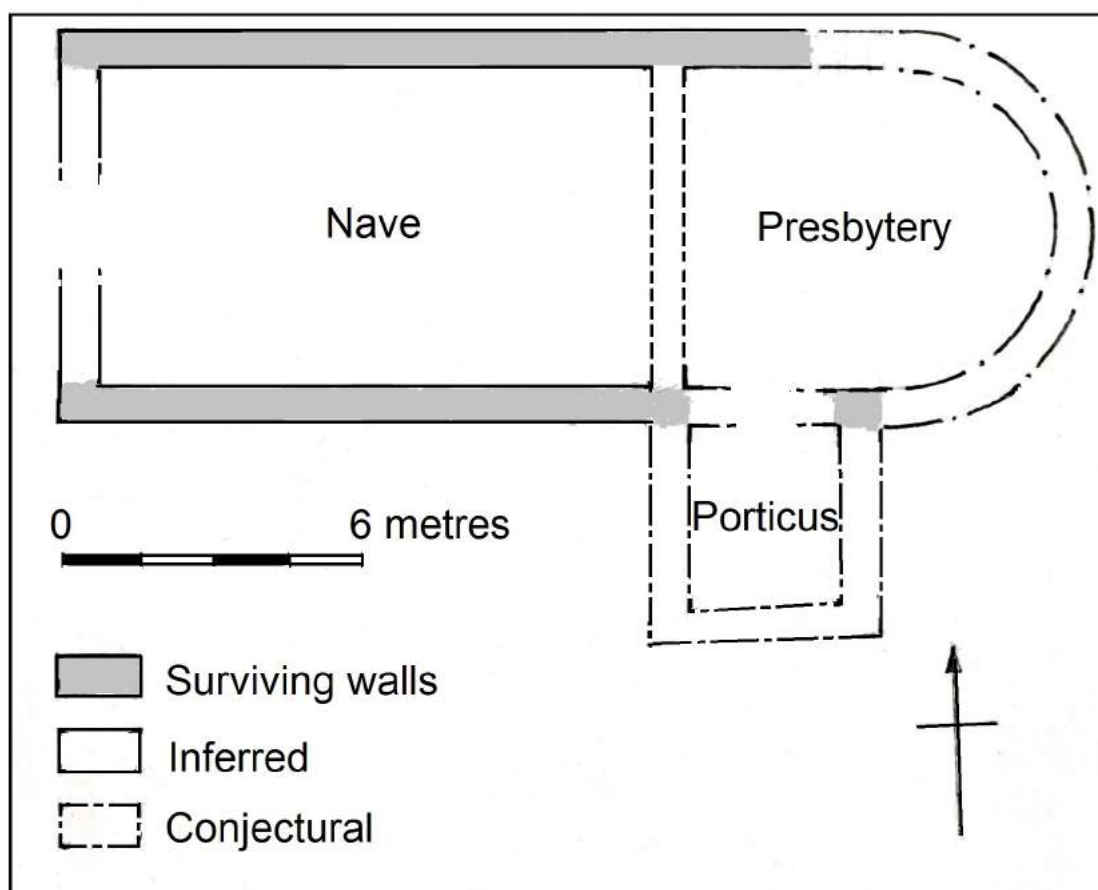 Nave
Presbytery
Porticus
0 6 metres
Surviving walls
Inferred
Conjectural